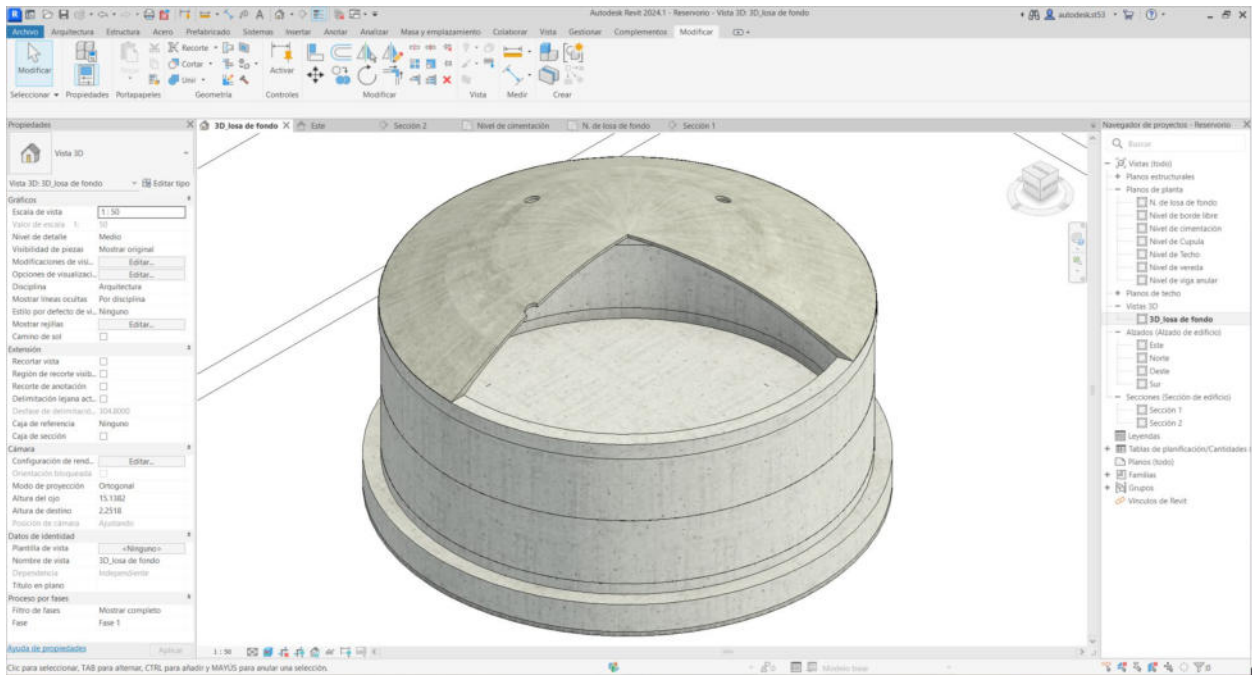 Autodesk Revit 2024.1 - Reservorio - Vista 3D: 3D_losa de fondo
autodesk.st53
Archivo Arquitectura Estructura Acero Prefabricado Sistemas Insertar Anotar Analizar Masa y emplazamiento Colaborar Vista Gestionar Complementos Modificar
Modificar
Recorte
Cortar
Unir
Activar
Seleccionar Propiedades Portapapeles Geometría Controles Modificar Vista Medir Crear
Propiedades
3D_losa de fondo Este Sección 2 Nivel de cimentación N. de losa de fondo Sección 1
Navegador de proyectos - Reservorio
Vista 3D
Vista 3D: 3D_losa de fondo Editar tipo
Gráficos
Escala de vista 1 : 50
Valor de escala 1: 50
Nivel de detalle Medio
Visibilidad de piezas Mostrar original
Modificaciones de visi... Editar...
Opciones de visualizaci... Editar...
Disciplina Arquitectura
Mostrar líneas ocultas Por disciplina
Estilo por defecto de vi... Ninguno
Mostrar rejillas Editar...
Camino de sol
Extensión
Recortar vista
Región de recorte visib...
Recorte de anotación
Delimitación lejana act...
Desfase de delimitació... 304.8000
Caja de referencia Ninguno
Caja de sección
Cámara
Configuración de rend... Editar...
Orientación bloqueada
Modo de proyección Ortogonal
Altura del ojo 15.1382
Altura de destino 2.2518
Posición de cámara Ajustando
Datos de identidad
Plantilla de vista <Ninguno>
Nombre de vista 3D_losa de fondo
Dependencia Independiente
Título en plano
Proceso por fases
Filtro de fases Mostrar completo
Fase Fase 1
Ayuda de propiedades Aplicar
Buscar
Vistas (todo)
Planos estructurales
Planos de planta
N. de losa de fondo
Nivel de borde libre
Nivel de cimentación
Nivel de Cupula
Nivel de Techo
Nivel de vereda
Nivel de viga anular
Planos de techo
Vistas 3D
3D_losa de fondo
Alzados (Alzado de edificio)
Este
Norte
Oeste
Sur
Secciones (Sección de edificio)
Sección 1
Sección 2
Leyendas
Tablas de planificación/Cantidades
Planos (todo)
Familias
Grupos
Vínculos de Revit
1 : 50
Clic para seleccionar, TAB para alternar, CTRL para añadir y MAYÚS para anular una selección.
Modelo base